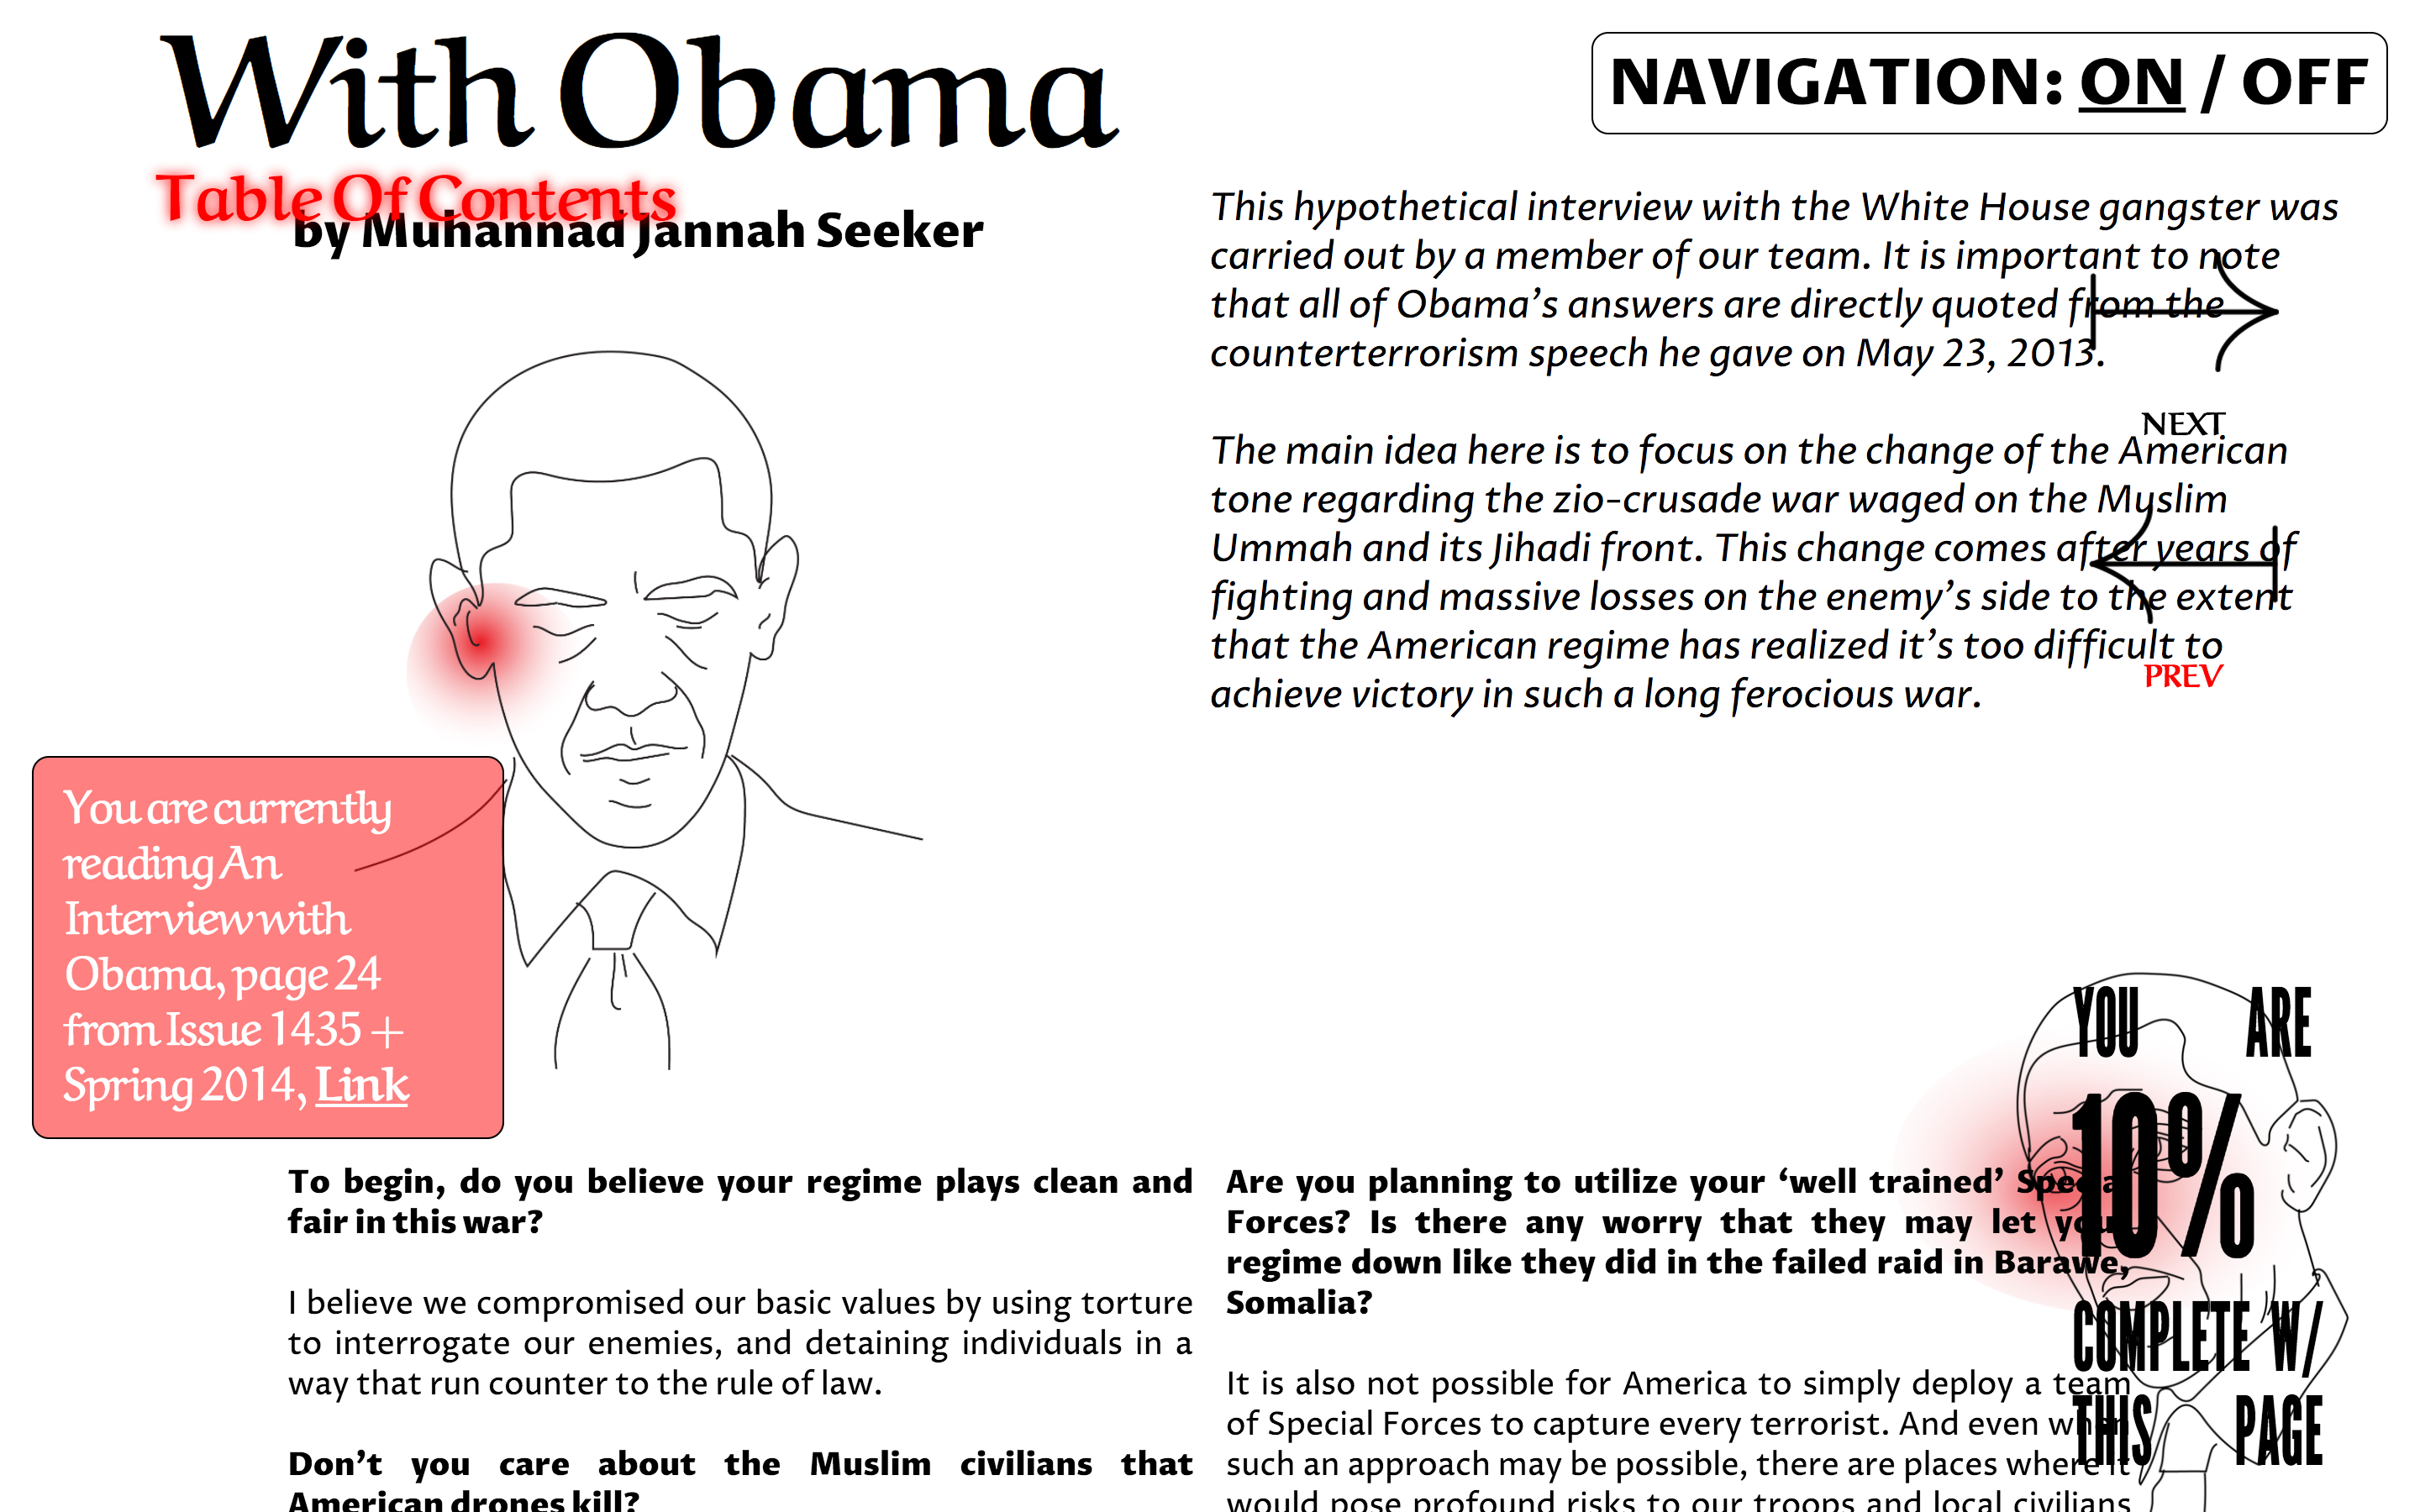 With Obama
NAVIGATION: ON / OFF
Table Of Contents
by Muhannad Jannah Seeker
This hypothetical interview with the White House gangster was
carried out by a member of our team. It is important to note
that all of Obama’s answers are directly quoted from the
counterterrorism speech he gave on May 23, 2013.
NEXT
The main idea here is to focus on the change of the American
tone regarding the zio-crusade war waged on the Muslim
Ummah and its Jihadi front. This change comes after years of
fighting and massive losses on the enemy’s side to the extent
that the American regime has realized it’s too difficult to
PREV
achieve victory in such a long ferocious war.
You are currently
reading An
Interview with
Obama, page 24
from Issue 1435 +
Spring 2014, Link
YOU ARE
10%
COMPLETE W/
THIS PAGE
To begin, do you believe your regime plays clean and
fair in this war?
I believe we compromised our basic values by using torture
to interrogate our enemies, and detaining individuals in a
way that run counter to the rule of law.
Don’t you care about the Muslim civilians that
American drones kill?
Are you planning to utilize your ‘well trained’ Special
Forces? Is there any worry that they may let your
regime down like they did in the failed raid in Barawe,
Somalia?
It is also not possible for America to simply deploy a team
of Special Forces to capture every terrorist. And even when
such an approach may be possible, there are places where it
would pose profound risks to our troops and local civilians